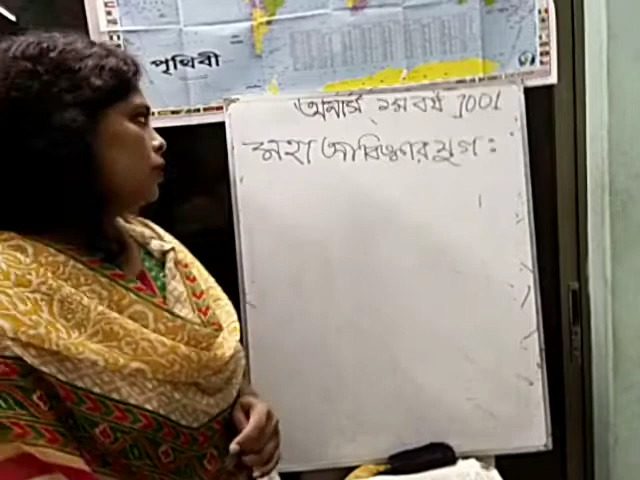 পৃথিবী
অনার্স ১ম বর্ষ 1001
মহা আবিষ্কার যুগ: